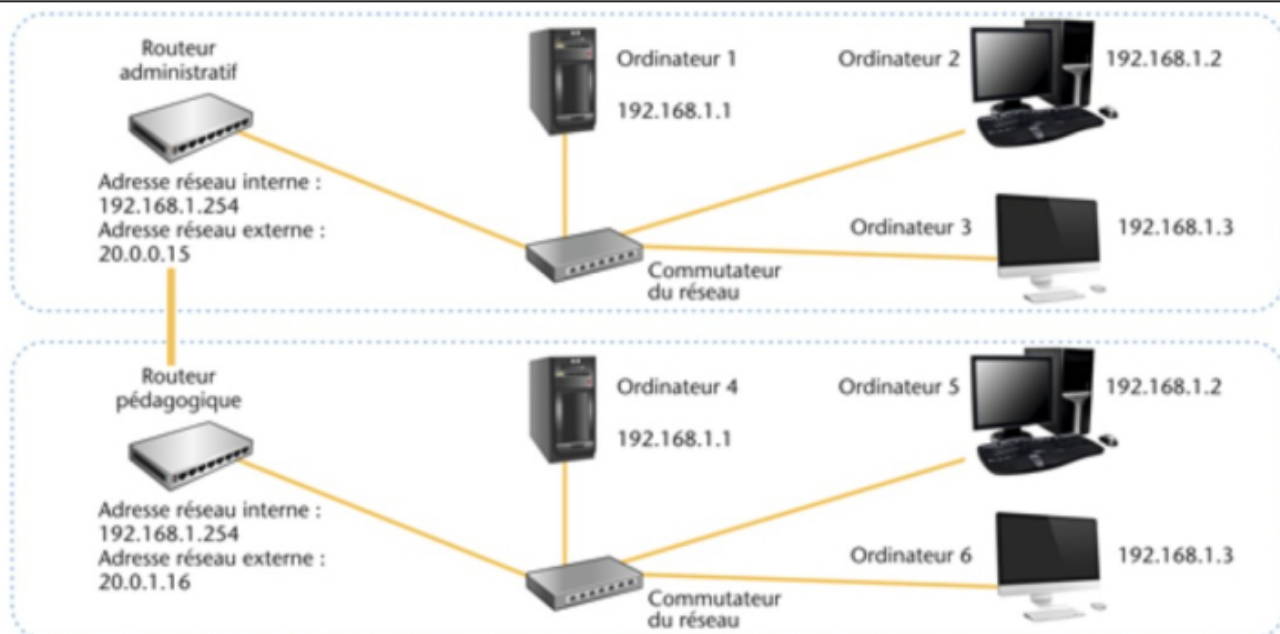 Routeur
administratif
Adresse réseau interne :
192.168.1.254
Adresse réseau externe :
20.0.0.15
Ordinateur 1
192.168.1.1
Ordinateur 2
192.168.1.2
Ordinateur 3
192.168.1.3
Commutateur
du réseau
Routeur
pédagogique
Adresse réseau interne :
192.168.1.254
Adresse réseau externe :
20.0.1.16
Ordinateur 4
192.168.1.1
Ordinateur 5
192.168.1.2
Ordinateur 6
192.168.1.3
Commutateur
du réseau